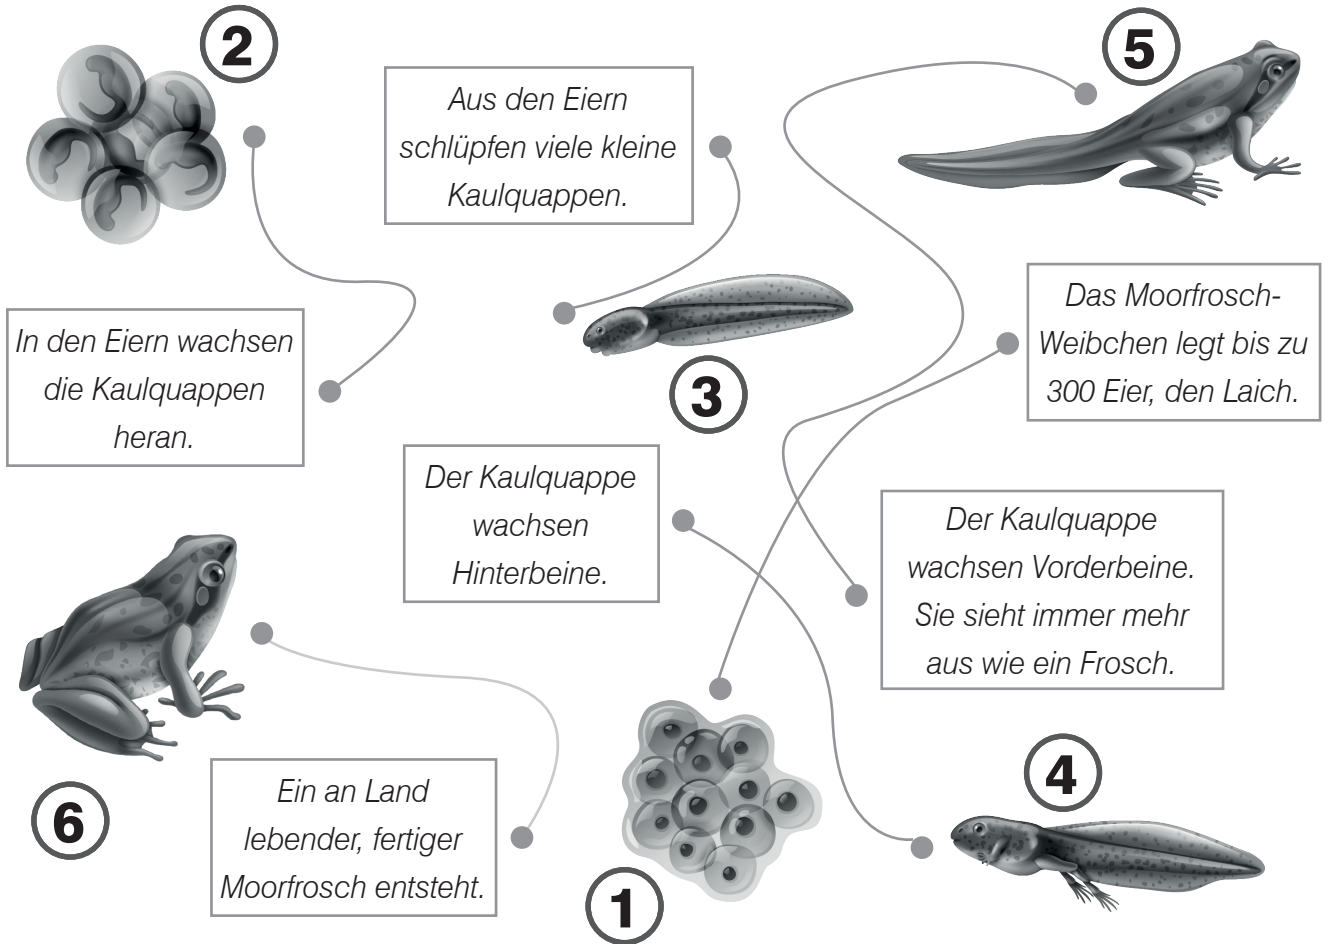 2
5
Aus den Eiern
schlüpfen viele kleine
Kaulquappen.
Das Moorfrosch-
Weibchen legt bis zu
300 Eier, den Laich.
In den Eiern wachsen
die Kaulquappen
heran.
3
Der Kaulquappe
wachsen
Hinterbeine.
Der Kaulquappe
wachsen Vorderbeine.
Sie sieht immer mehr
aus wie ein Frosch.
6
Ein an Land
lebender, fertiger
Moorfrosch entsteht.
1
4